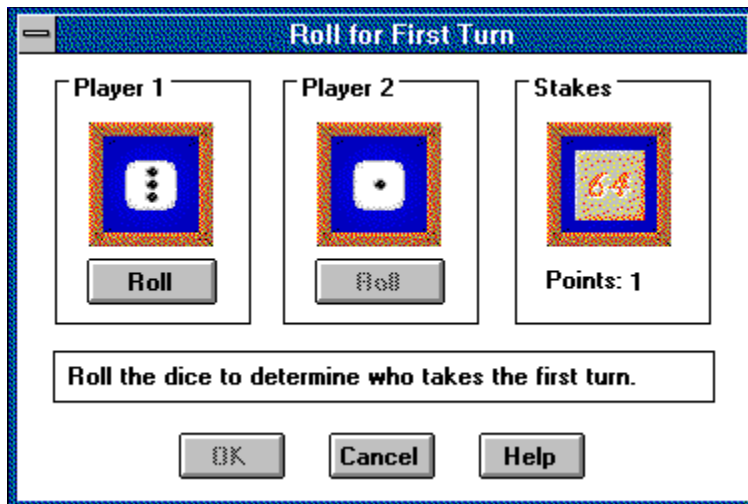 Roll for First Turn
Player 1
Player 2
Stakes
64
Roll
Roll
Points: 1
Roll the dice to determine who takes the first turn.
OK
Cancel
Help